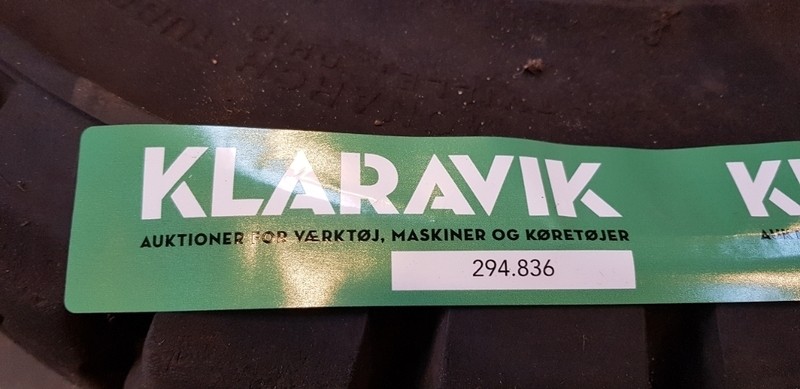 KLARAVIK
AUKTIONER FOR VÆRKTØJ, MASKINER OG KØRETØJER
294.836